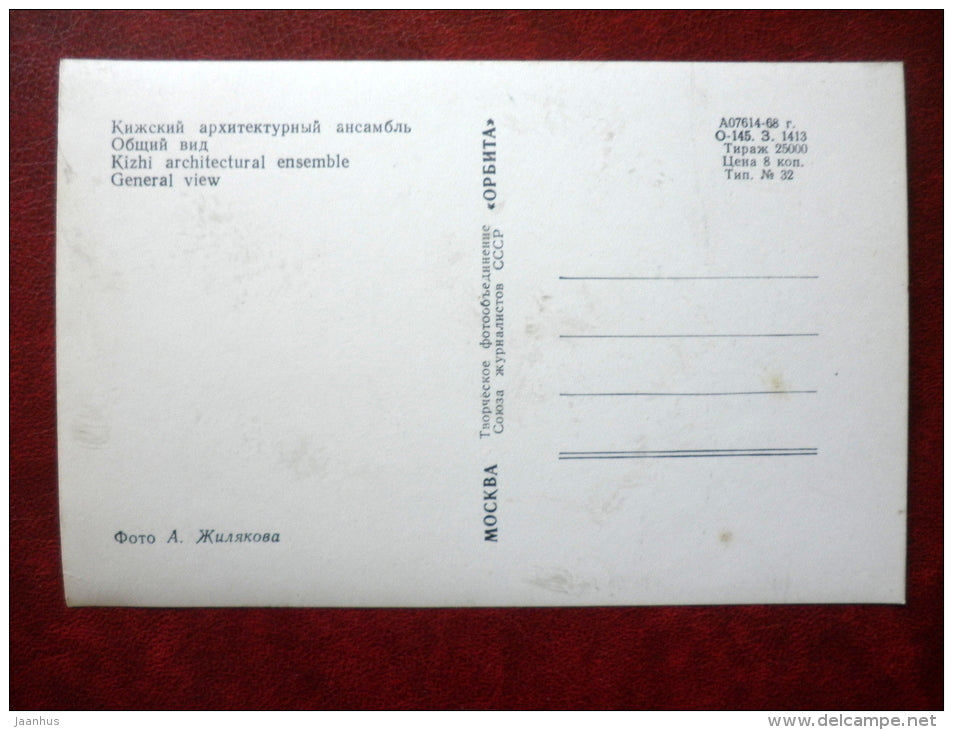 Кижский архитектурный ансамбль
Общий вид
Kizhi architectural ensemble
General view
Фото А. Жилякова
МОСКВА Творческое фотообъединение «ОРБИТА»
Союза журналистов СССР
А07614-68 г.
О-145. З. 1413
Тираж 25000
Цена 8 коп.
Тип. № 32
jaanhus
www.delcampe.net